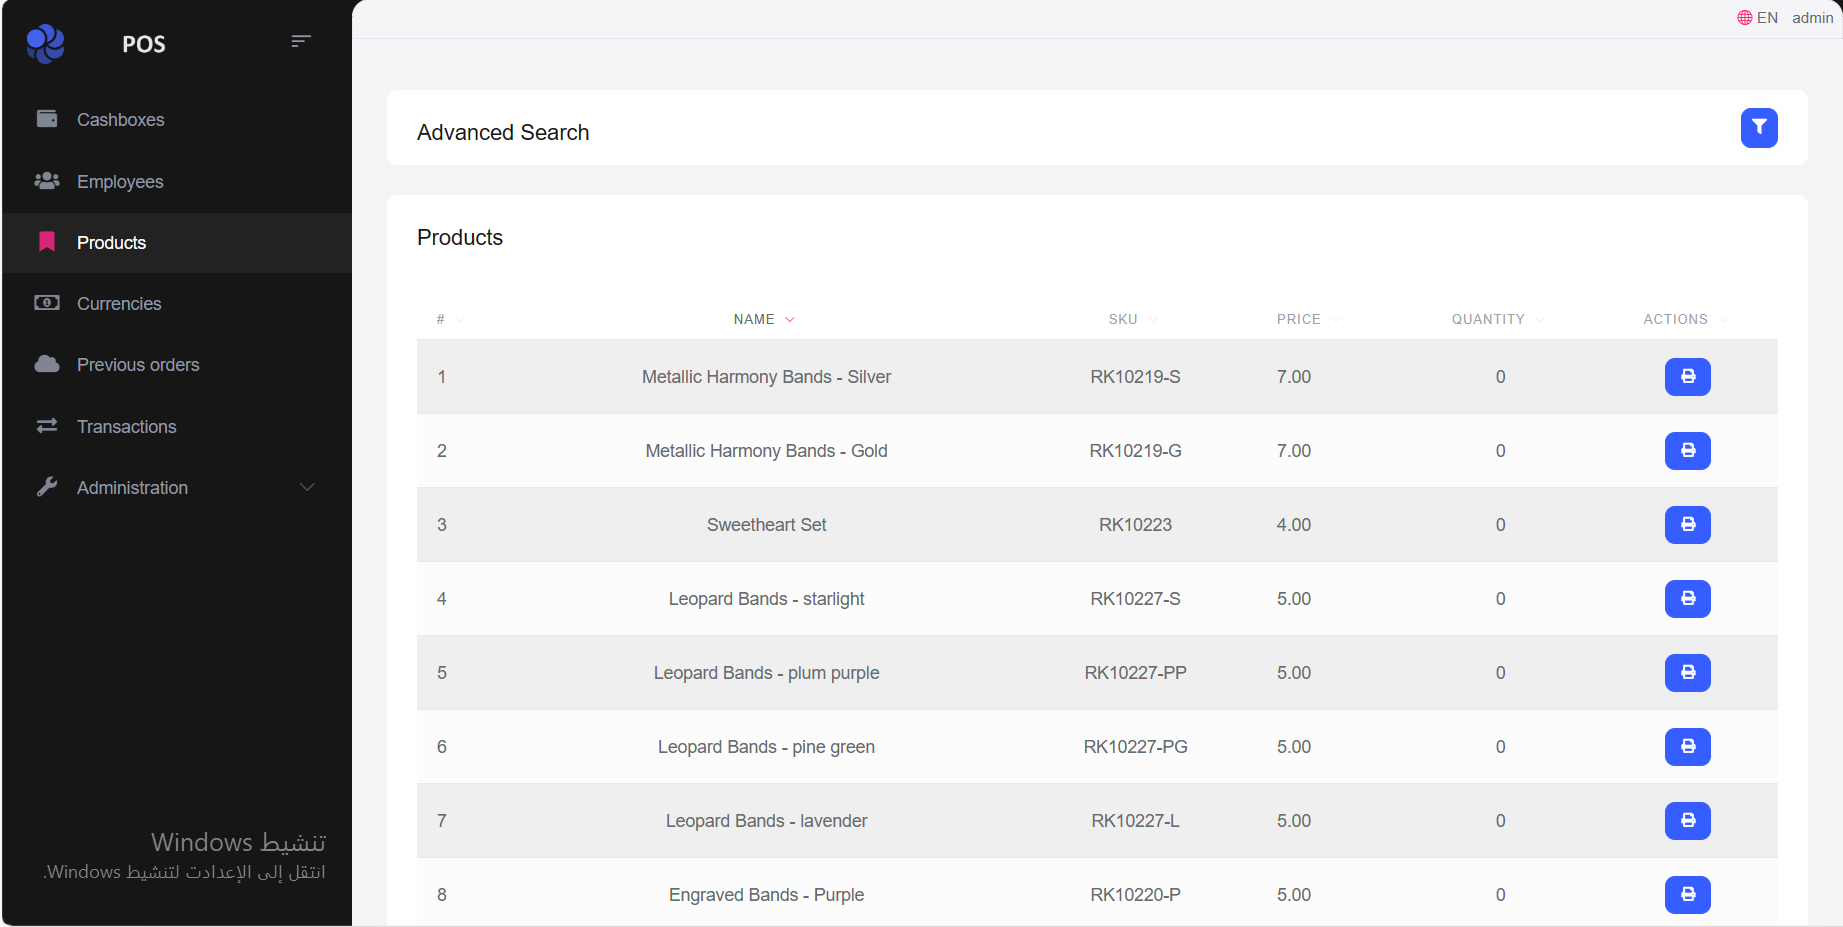 POS
EN admin
Cashboxes
Employees
Products
Currencies
Previous orders
Transactions
Administration
تنشيط Windows
انتقل إلى الإعدادت لتنشيط Windows.
Advanced Search
Products
# NAME SKU PRICE QUANTITY ACTIONS
1 Metallic Harmony Bands - Silver RK10219-S 7.00 0
2 Metallic Harmony Bands - Gold RK10219-G 7.00 0
3 Sweetheart Set RK10223 4.00 0
4 Leopard Bands - starlight RK10227-S 5.00 0
5 Leopard Bands - plum purple RK10227-PP 5.00 0
6 Leopard Bands - pine green RK10227-PG 5.00 0
7 Leopard Bands - lavender RK10227-L 5.00 0
8 Engraved Bands - Purple RK10220-P 5.00 0